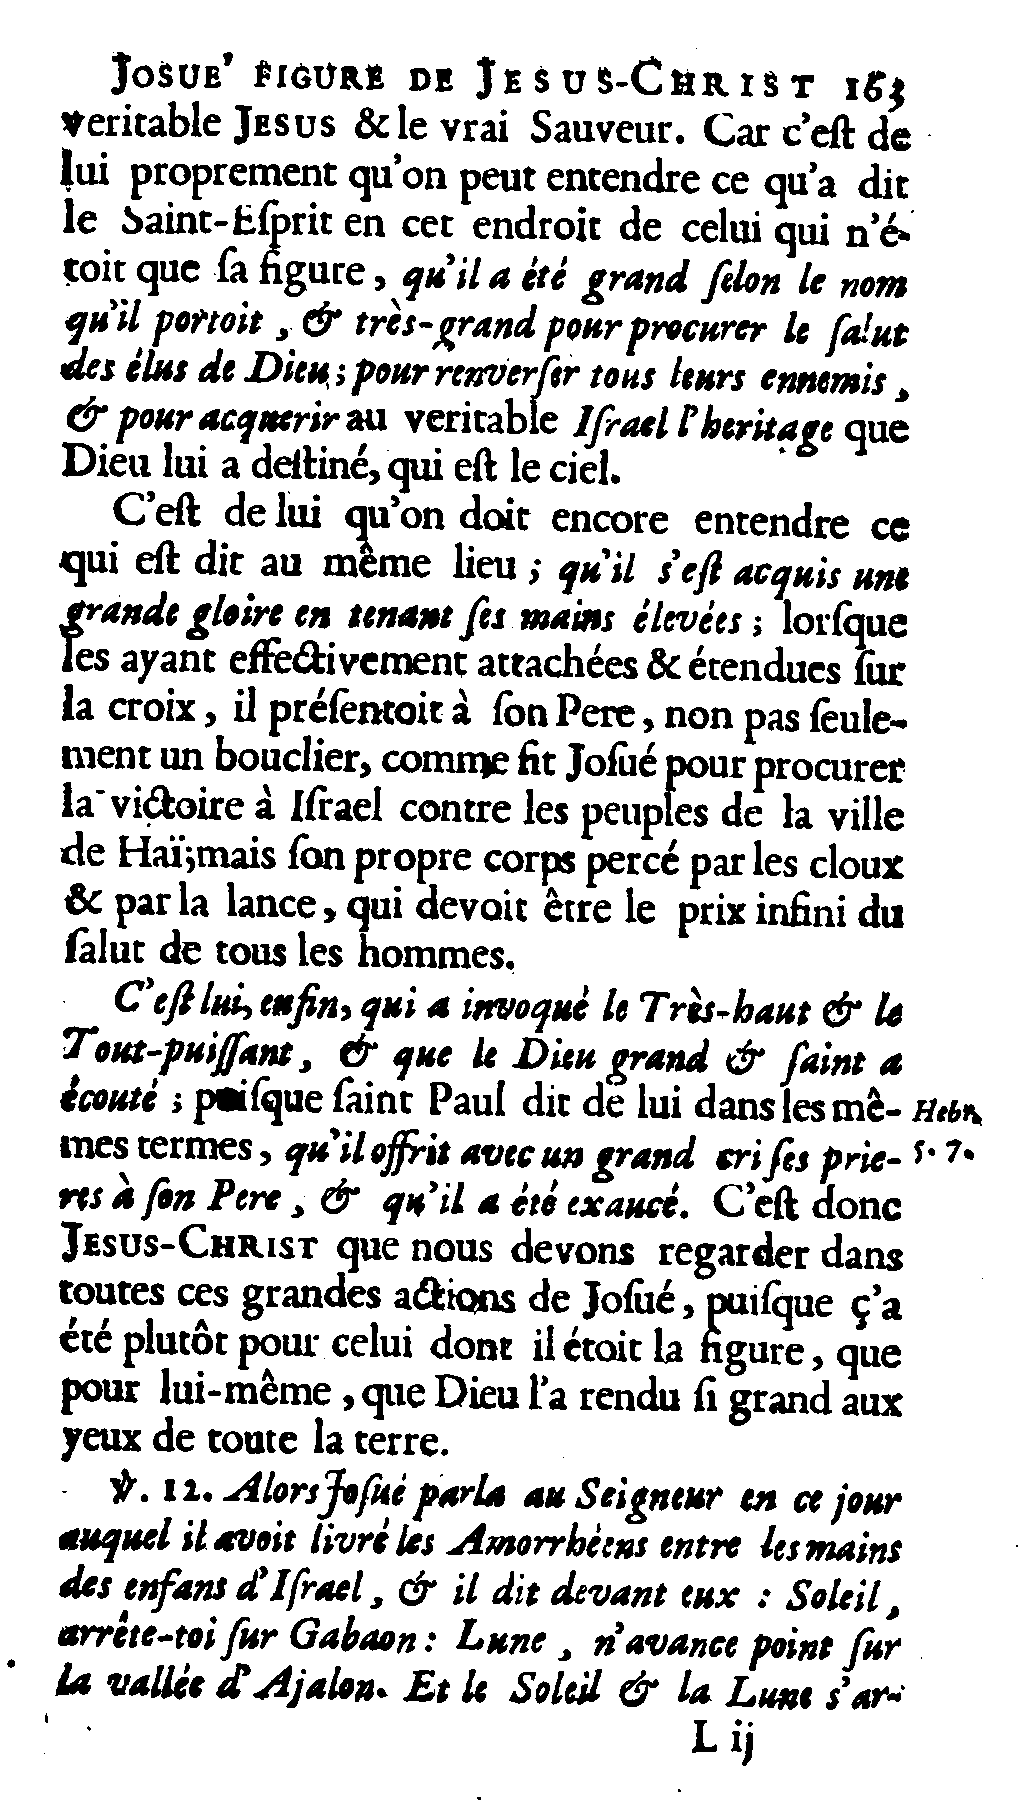 JOSUE' FIGURE DE JESUS-CHRIST 163
veritable JESUS & le vrai Sauveur. Car c'eſt de
lui proprement qu'on peut entendre ce qu'a dit
le Saint-Eſprit en cet endroit de celui qui n'é-
toit que ſa figure, qu'il a été grand ſelon le nom
qu'il portoit, & très-grand pour procurer le ſalut
des élus de Dieu; pour renverſer tous leurs ennemis,
& pour acquerir au veritable Iſrael l'heritage que
Dieu lui a deſtiné, qui eſt le ciel.
C'eſt de lui qu'on doit encore entendre ce
qui eſt dit au même lieu; qu'il s'eſt acquis une
grande gloire en tenant ſes mains élevées; lorſque
les ayant effectivement attachées & étendues ſur
la croix, il préſentoit à ſon Pere, non pas ſeule-
ment un bouclier, comme fit Joſué pour procurer
la victoire à Iſrael contre les peuples de la ville
de Haï; mais ſon propre corps percé par les cloux
& par la lance, qui devoit être le prix infini du
ſalut de tous les hommes.
C'eſt lui, enfin, qui a invoqué le Très-haut & le
Tout-puiſſant, & que le Dieu grand & ſaint a
écouté; puiſque ſaint Paul dit de lui dans les mê-
Hebr.
mes termes, qu'il offrit avec un grand cri ſes prie-
5. 7.
res à ſon Pere, & qu'il a été exaucé. C'eſt donc
JESUS-CHRIST que nous devons regarder dans
toutes ces grandes actions de Joſué, puiſque ç'a
été plutôt pour celui dont il étoit la figure, que
pour lui-même, que Dieu l'a rendu ſi grand aux
yeux de toute la terre.
℣. 12. Alors Joſué parla au Seigneur en ce jour
auquel il avoit livré les Amorrhéens entre les mains
des enfans d'Iſrael, & il dit devant eux : Soleil,
arrête-toi ſur Gabaon : Lune, n'avance point ſur
la vallée d'Ajalon. Et le Soleil & la Lune s'ar-
L ij